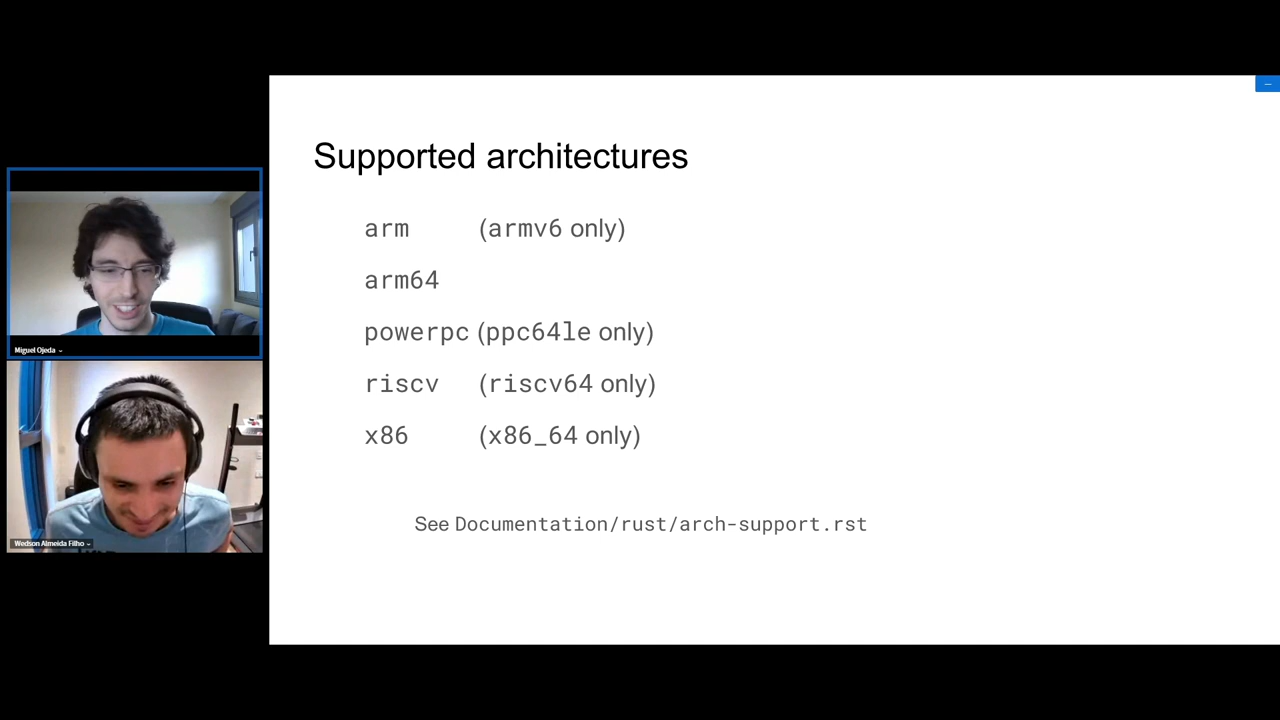 Supported architectures
arm (armv6 only)
arm64
powerpc (ppc64le only)
riscv (riscv64 only)
x86 (x86_64 only)
See Documentation/rust/arch-support.rst
Miguel Ojeda
Wedson Almeida Filho